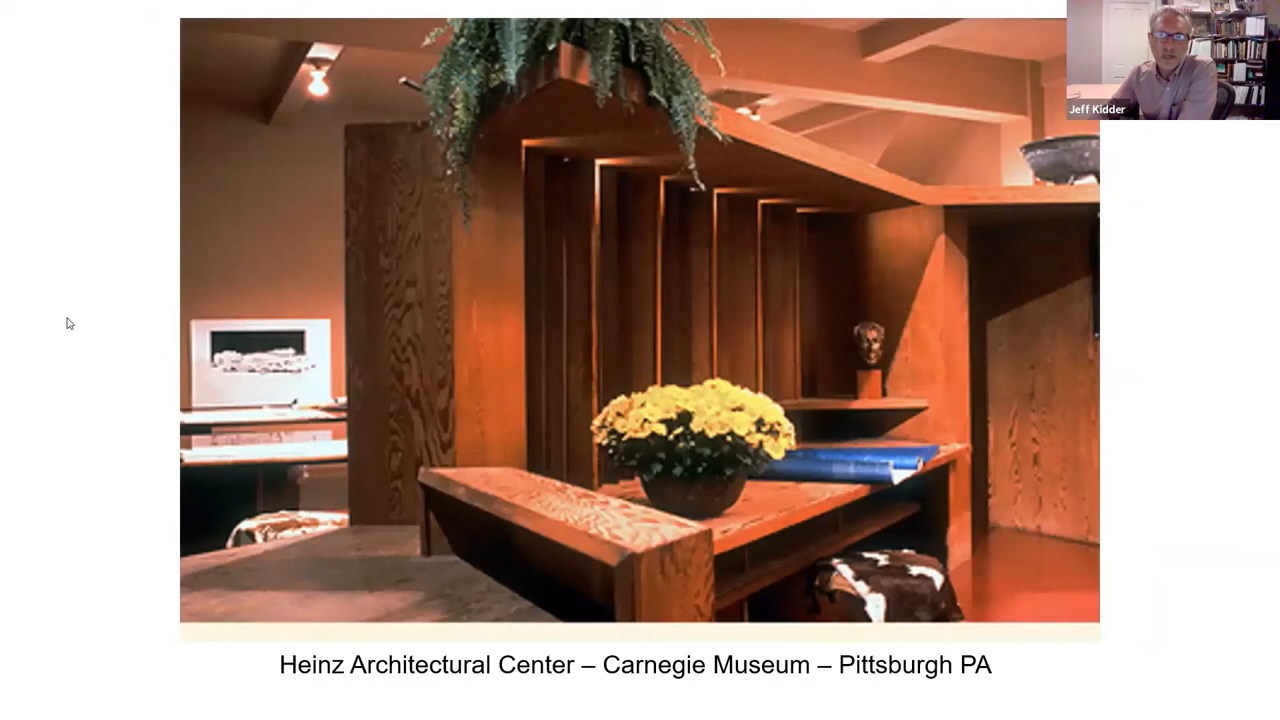 Jeff Kidder
Heinz Architectural Center – Carnegie Museum – Pittsburgh PA